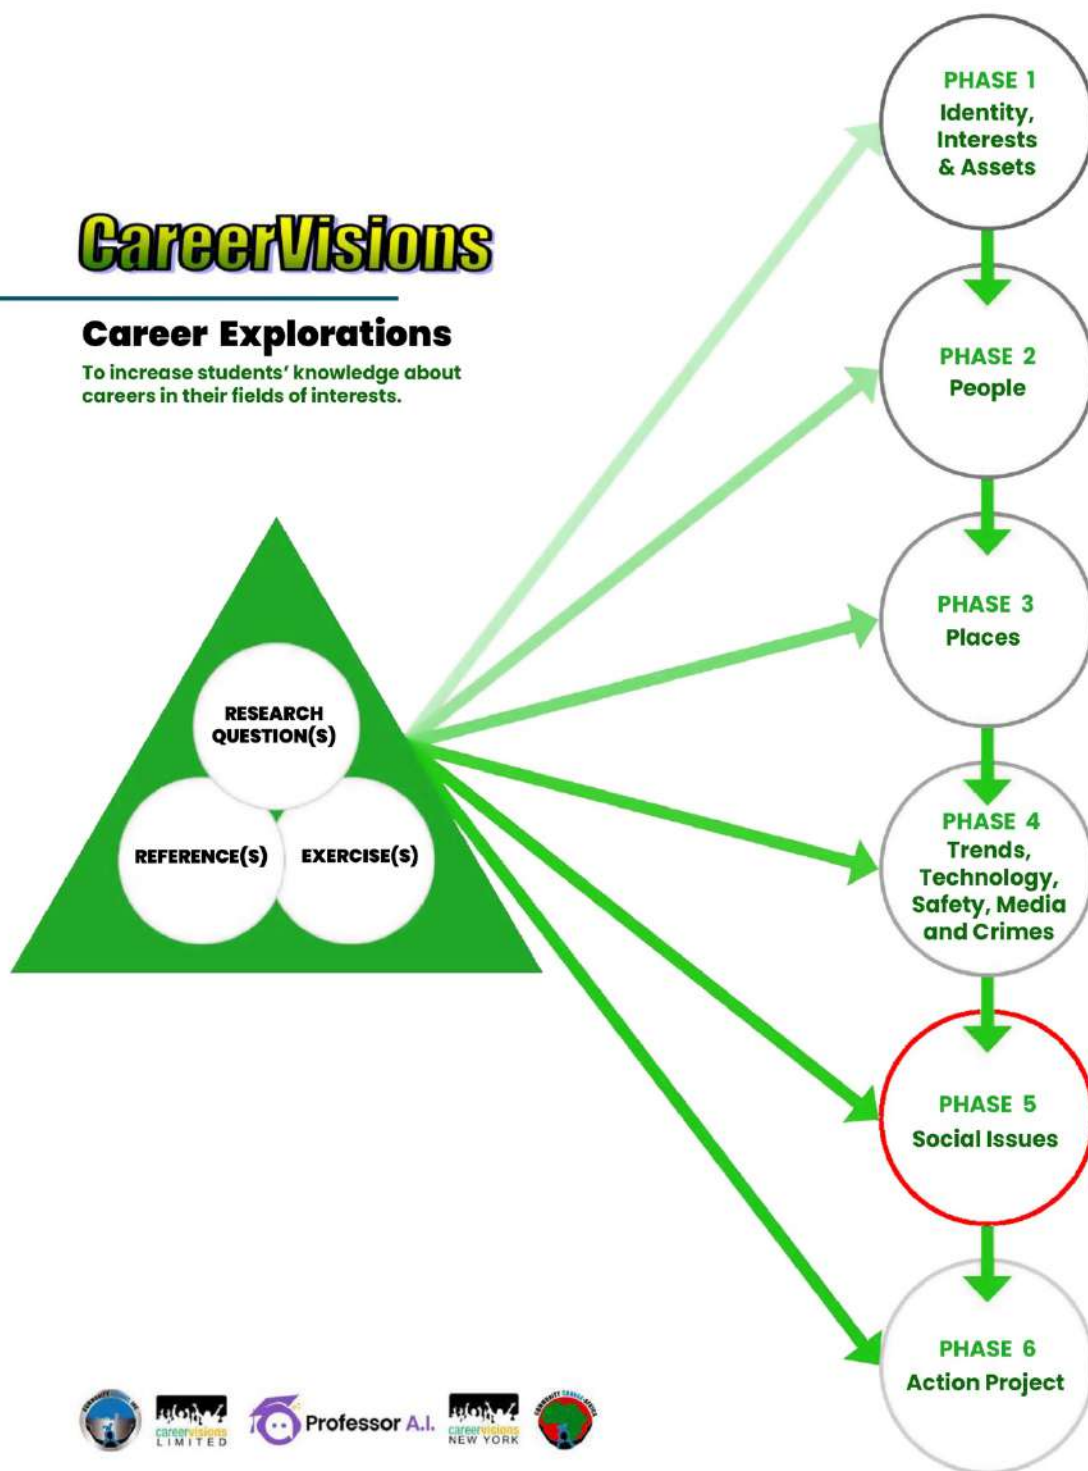 CareerVisions
Career Explorations
To increase students' knowledge about
careers in their fields of interests.
RESEARCH
QUESTION(S)
REFERENCE(S)
EXERCISE(S)
PHASE 1
Identity,
Interests
& Assets
PHASE 2
People
PHASE 3
Places
PHASE 4
Trends,
Technology,
Safety, Media
and Crimes
PHASE 5
Social Issues
PHASE 6
Action Project
careervisions
LIMITED
Professor A.I.
careervisions
NEW YORK